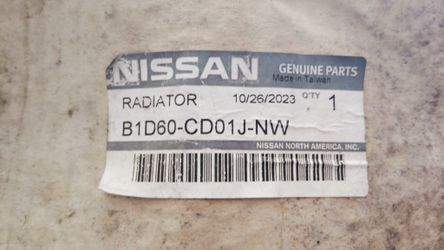 NISSAN
GENUINE PARTS
Made in Taiwan
RADIATOR 10/26/2023 Q'TY 1
B1D60-CD01J-NW
NISSAN NORTH AMERICA, INC.